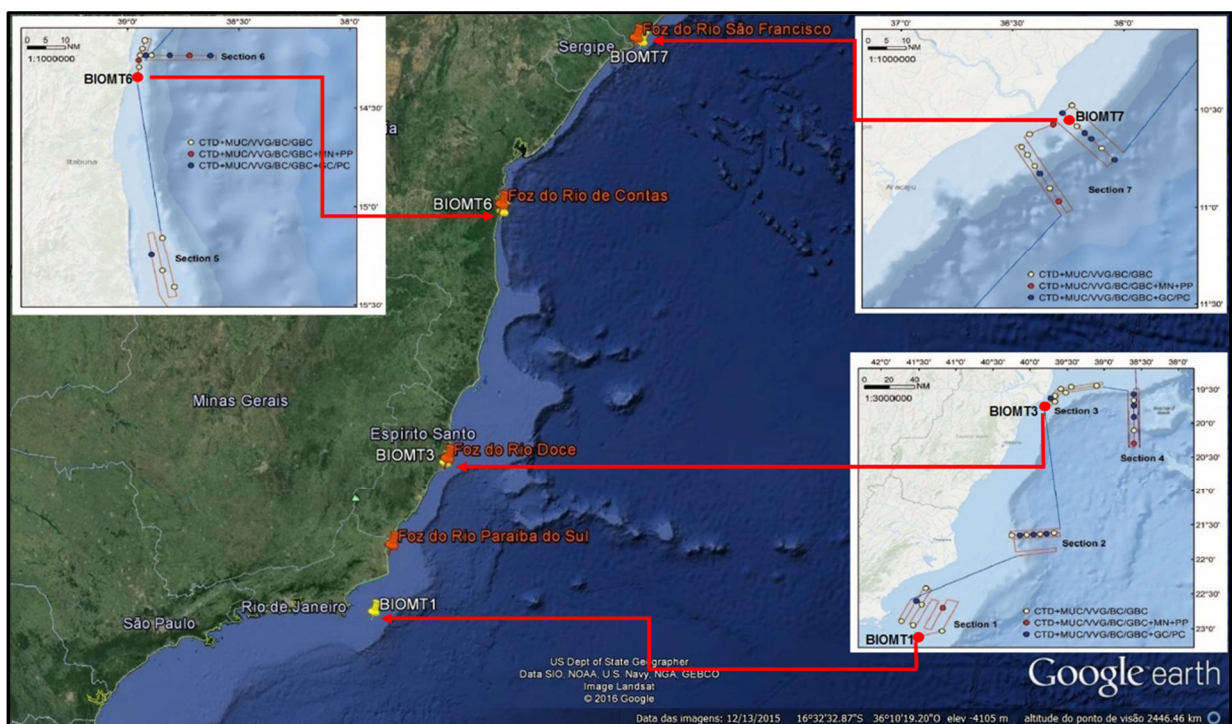 39°0'
38°0'
0 5 10
NM
1:1000000
Section 6
BIOMT6
14°30'
CTD+MUC/VVG/BC/GBC
CTD+MUC/VVG/BC/GBC+MN+PP
CTD+MUC/VVG/BC/GBC+GC/PC
Itabuna
15°0'
Section 5
15°30'
Foz do Rio São Francisco
Sergipe
BIOMT7
Foz do Rio de Contas
BIOMT6
Minas Gerais
Espírito Santo
Foz do Rio Doce
BIOMT3
Foz do Rio Paraíba do Sul
Rio de Janeiro
BIOMT1
São Paulo
37°0'
36°30'
36°0'
0 5 10
NM
1:1000000
10°30'
BIOMT7
Aracaju
Section 7
11°0'
CTD+MUC/VVG/BC/GBC
CTD+MUC/VVG/BC/GBC+MN+PP
CTD+MUC/VVG/BC/GBC+GC/PC
11°30'
42°0'
41°30'
41°0'
40°30'
40°0'
39°30'
39°0'
38°30'
38°0'
0 20 40
NM
1:3000000
19°30'
BIOMT3
Section 3
20°0'
Section 4
20°30'
21°0'
21°30'
Section 2
22°0'
22°30'
CTD+MUC/VVG/BC/GBC
CTD+MUC/VVG/BC/GBC+MN+PP
CTD+MUC/VVG/BC/GBC+GC/PC
Section 1
BIOMT1
23°0'
US Dept of State Geographer
Data SIO, NOAA, U.S. Navy, NGA, GEBCO
Image Landsat
© 2016 Google
Google earth
Data das imagens: 12/13/2015 16°32'32.87"S 36°10'19.20"O elev -4105 m altitude do ponto de visão 2446.46 km